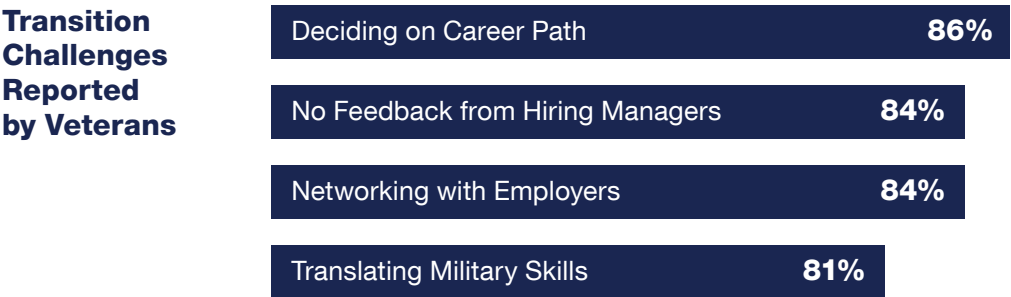 Transition
Challenges
Reported
by Veterans
Deciding on Career Path 86%
No Feedback from Hiring Managers 84%
Networking with Employers 84%
Translating Military Skills 81%